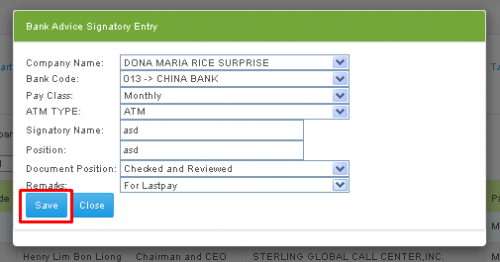 Bank Advice Signatory Entry
Company Name: DONA MARIA RICE SURPRISE
Bank Code: 013 -> CHINA BANK
Pay Class: Monthly
ATM TYPE: ATM
Signatory Name: asd
Position: asd
Document Position: Checked and Reviewed
Remarks: For Lastpay
Save Close
Henry Lim Bon Liong Chairman and CEO STERLING GLOBAL CALL CENTER,INC.